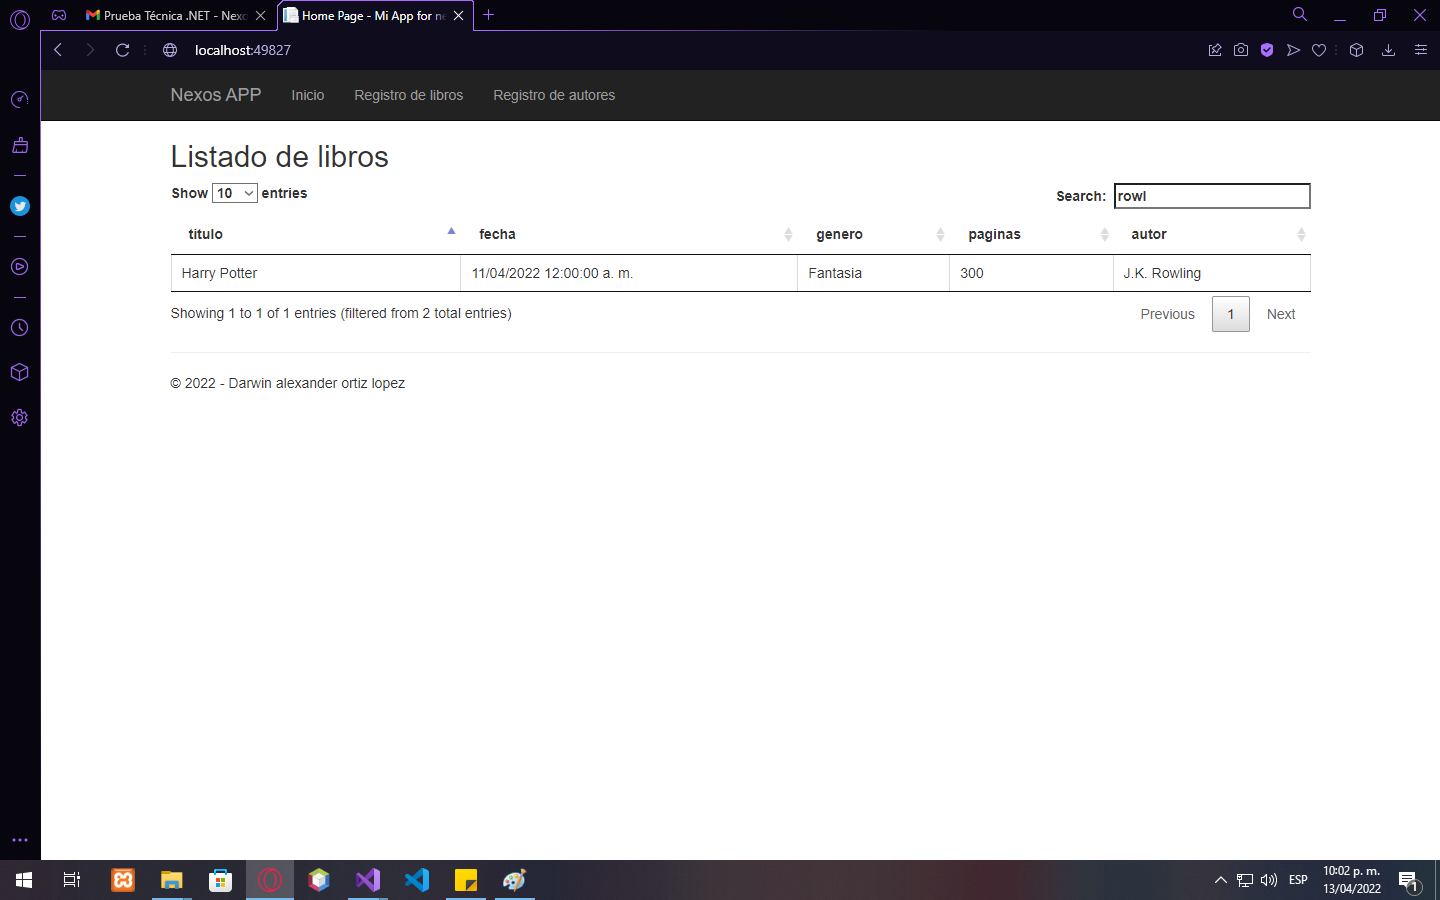 Prueba Técnica .NET - Nexo
Home Page - Mi App for ne
localhost:49827
Nexos APP
Inicio
Registro de libros
Registro de autores
Listado de libros
Show 10 entries
Search: rowl
titulo fecha genero paginas autor
Harry Potter 11/04/2022 12:00:00 a. m. Fantasia 300 J.K. Rowling
Showing 1 to 1 of 1 entries (filtered from 2 total entries)
Previous 1 Next
© 2022 - Darwin alexander ortiz lopez
ESP
10:02 p. m.
13/04/2022
1